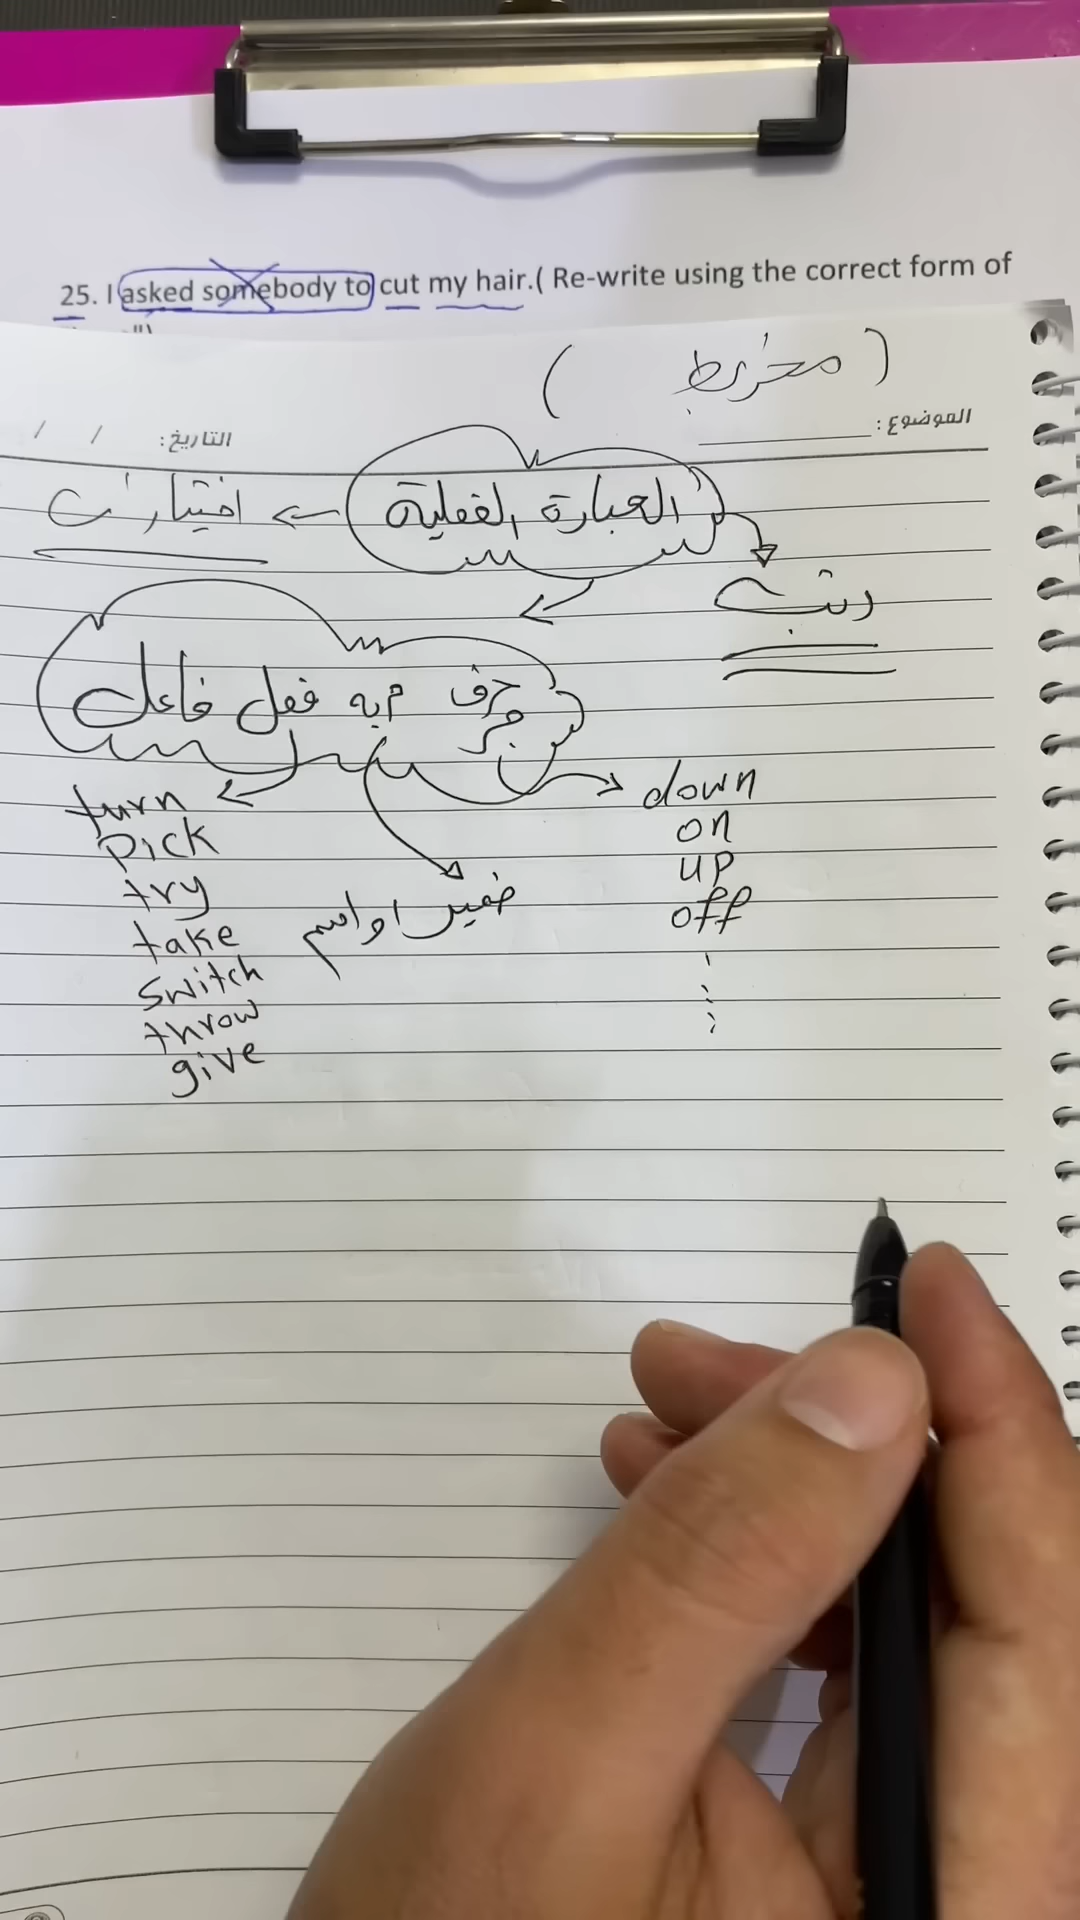 25. I asked somebody to cut my hair.( Re-write using the correct form of
( )
الموضوع:
التاريخ: / /
العبارة الفعلية
اختيارات
رتب
فاعل فعل م به حرف جر
turn
pick
try
take
switch
throw
give
ضمير او اسم
down
on
up
off